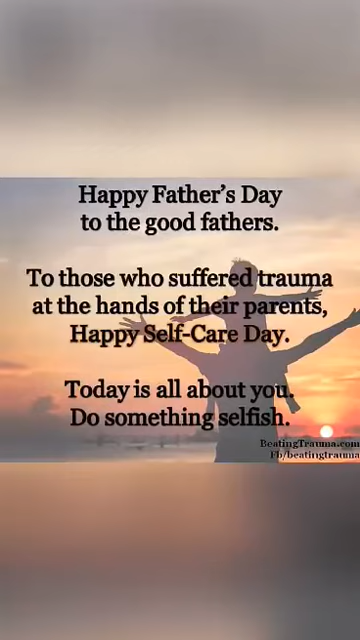 Happy Father's Day
to the good fathers.
To those who suffered trauma
at the hands of their parents,
Happy Self-Care Day.
Today is all about you.
Do something selfish.
BeatingTrauma.com
Fb/beatingtrauma